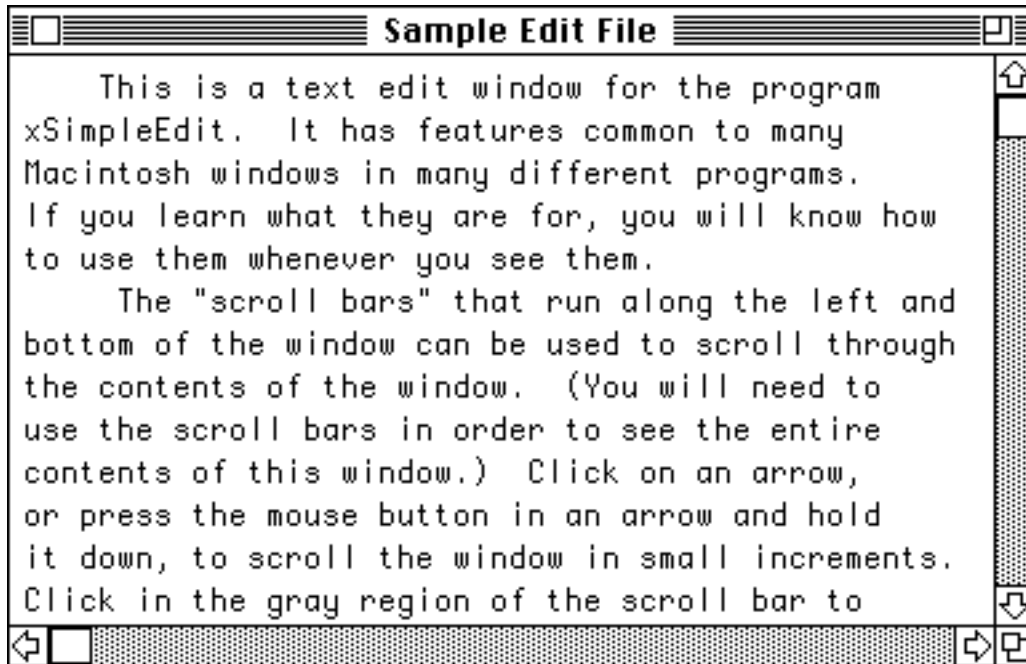 Sample Edit File
This is a text edit window for the program
xSimpleEdit.  It has features common to many
Macintosh windows in many different programs.
If you learn what they are for, you will know how
to use them whenever you see them.
The "scroll bars" that run along the left and
bottom of the window can be used to scroll through
the contents of the window.  (You will need to
use the scroll bars in order to see the entire
contents of this window.)  Click on an arrow,
or press the mouse button in an arrow and hold
it down, to scroll the window in small increments.
Click in the gray region of the scroll bar to